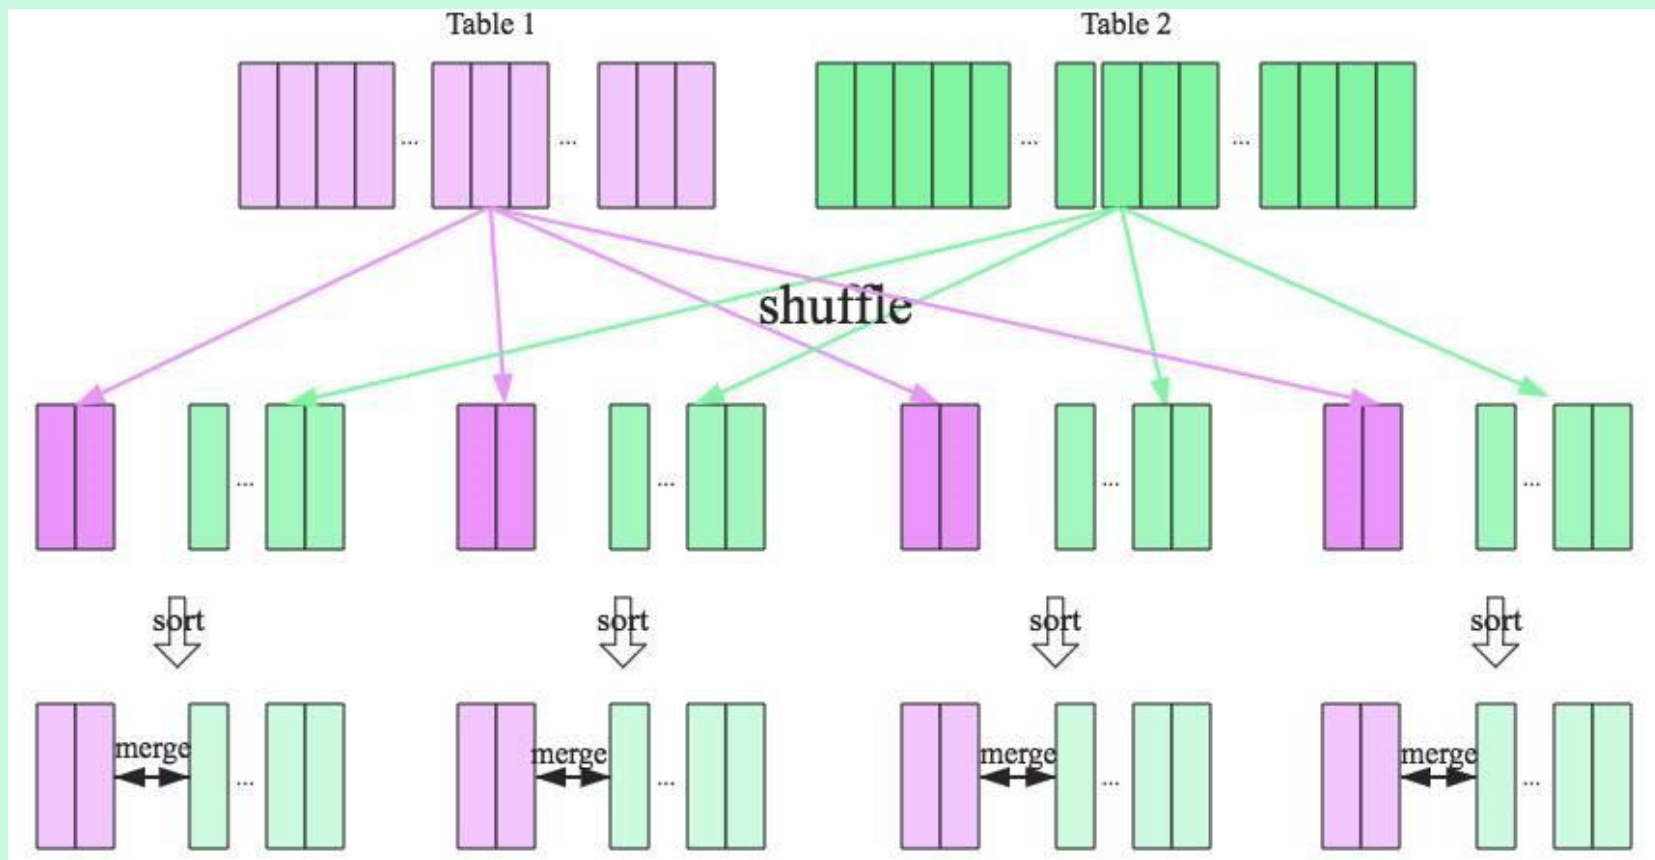 Table 1
Table 2
... ... ... ...
shuffle
... ... ... ...
sort sort sort sort
merge ... merge ... merge ... merge ...